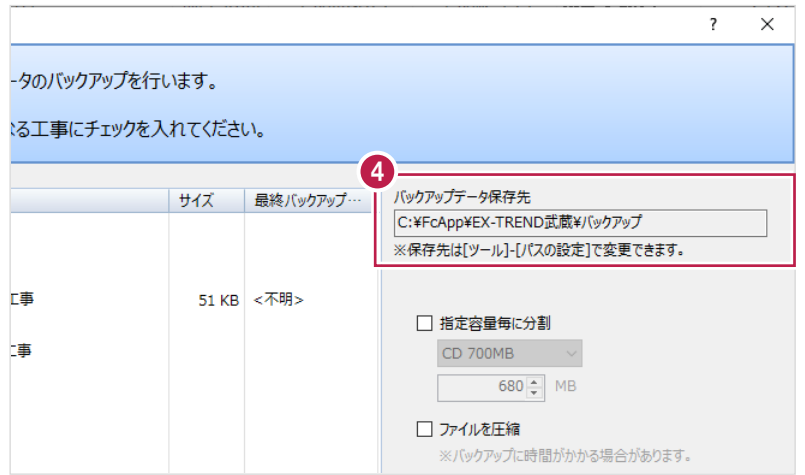 ? ×
-タのバックアップを行います。
なる工事にチェックを入れてください。
4
サイズ 最終バックアップ…
バックアップデータ保存先
C:¥FcApp¥EX-TREND武蔵¥バックアップ
※保存先は[ツール]-[パスの設定]で変更できます。
工事 51 KB <不明>
指定容量毎に分割
工事
CD 700MB
680 MB
ファイルを圧縮
※バックアップに時間がかかる場合があります。